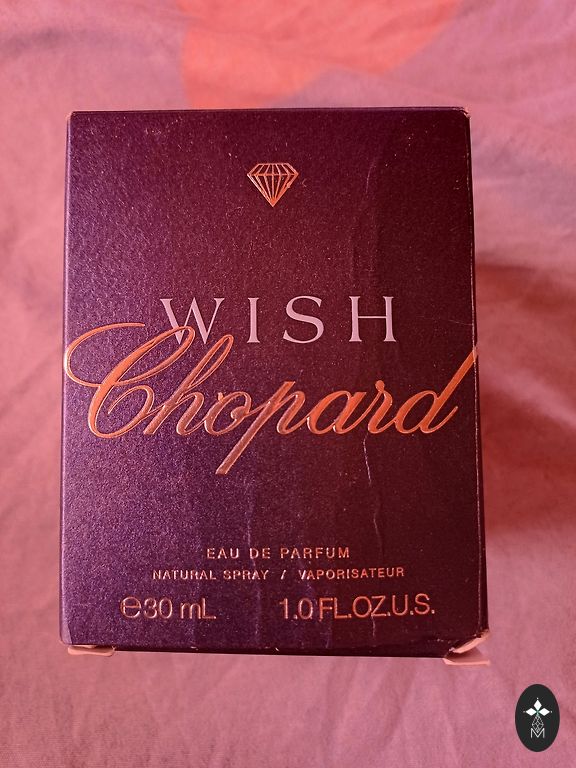 WISH
Chopard
EAU DE PARFUM
NATURAL SPRAY / VAPORISATEUR
℮30 mL 1.0 FL.OZ.U.S.
M